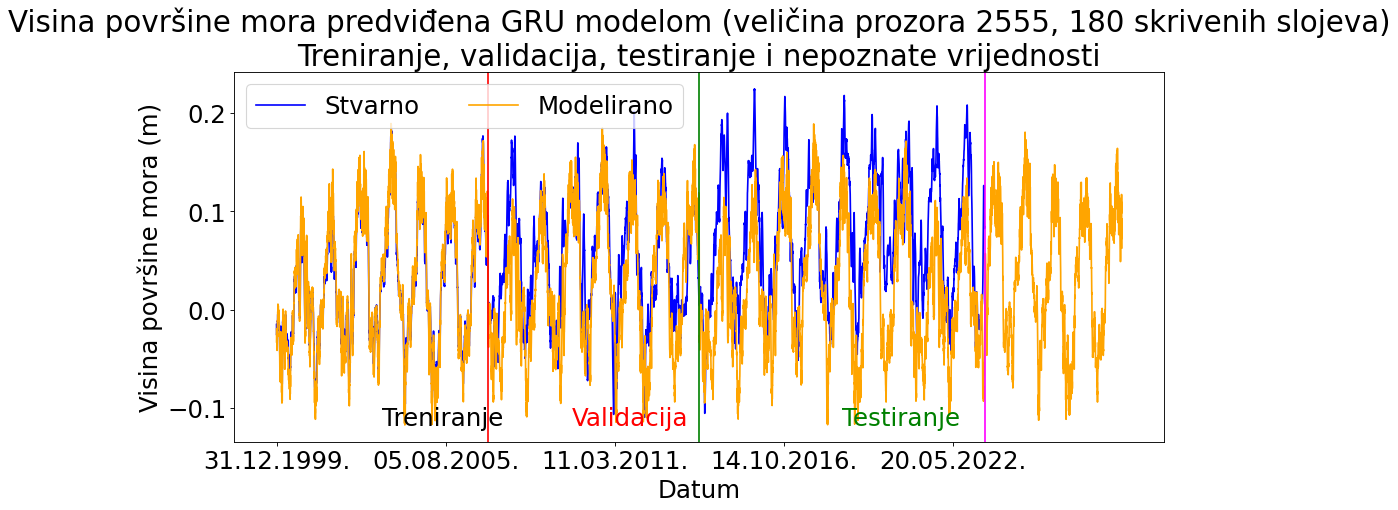 Visina površine mora predviđena GRU modelom (veličina prozora 2555, 180 skrivenih slojeva)
Treniranje, validacija, testiranje i nepoznate vrijednosti
Stvarno Modelirano
0.2
0.1
0.0
−0.1
Visina površine mora (m)
Treniranje Validacija Testiranje
31.12.1999. 05.08.2005. 11.03.2011. 14.10.2016. 20.05.2022.
Datum